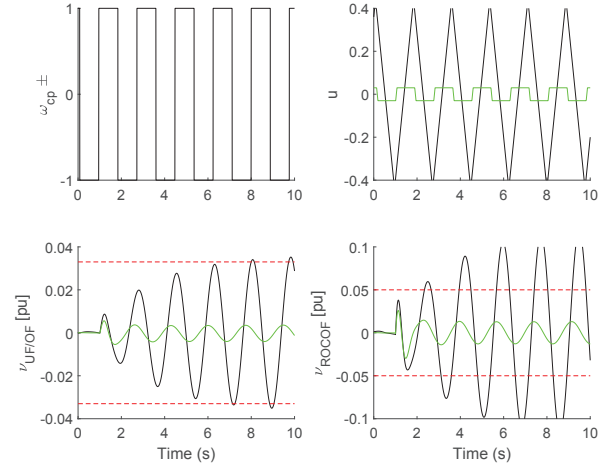 ω_cp ±
1
0
-1
0 2 4 6 8 10
u
0.4
0.2
0
-0.2
-0.4
0 2 4 6 8 10
ν_UF/OF [pu]
0.04
0.02
0
-0.02
-0.04
0 2 4 6 8 10
Time (s)
ν_ROCOF [pu]
0.1
0.05
0
-0.05
-0.1
0 2 4 6 8 10
Time (s)